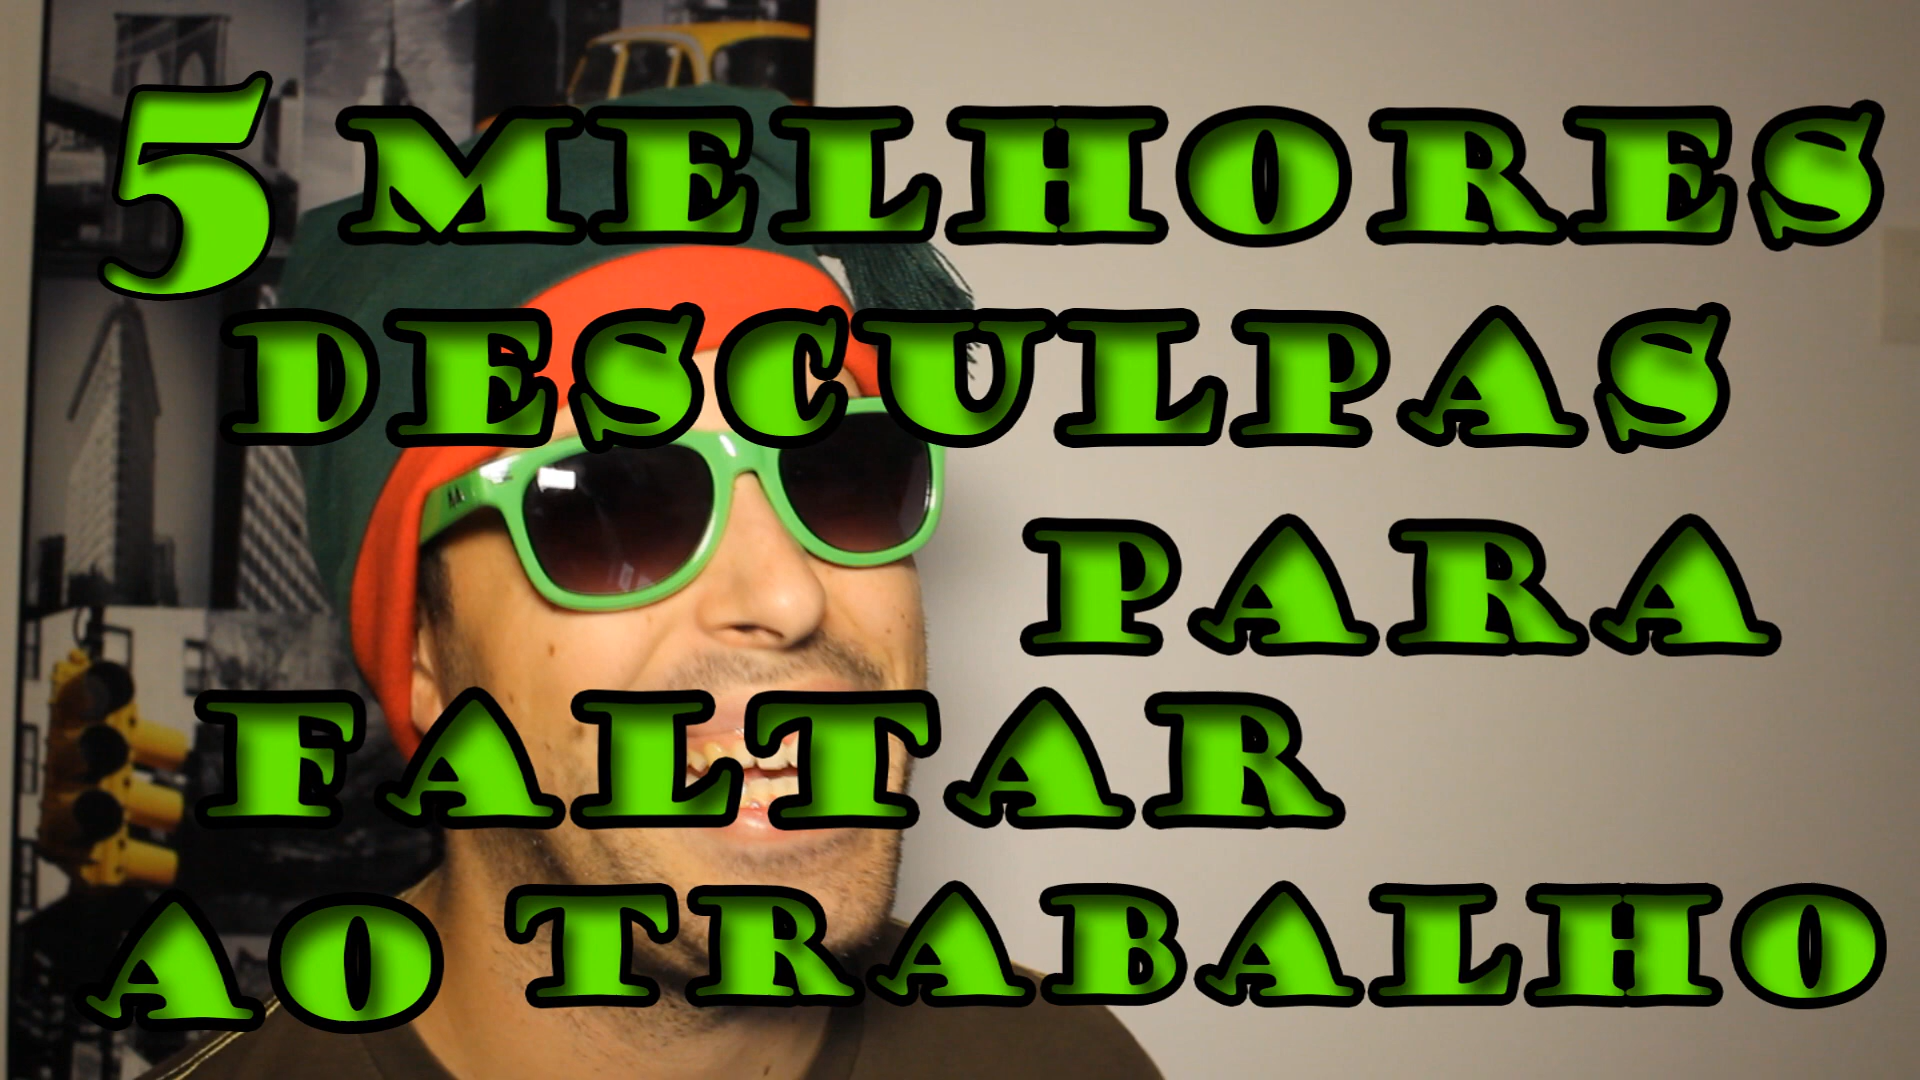 5 MELHORES
DESCULPAS
PARA
FALTAR
AO TRABALHO